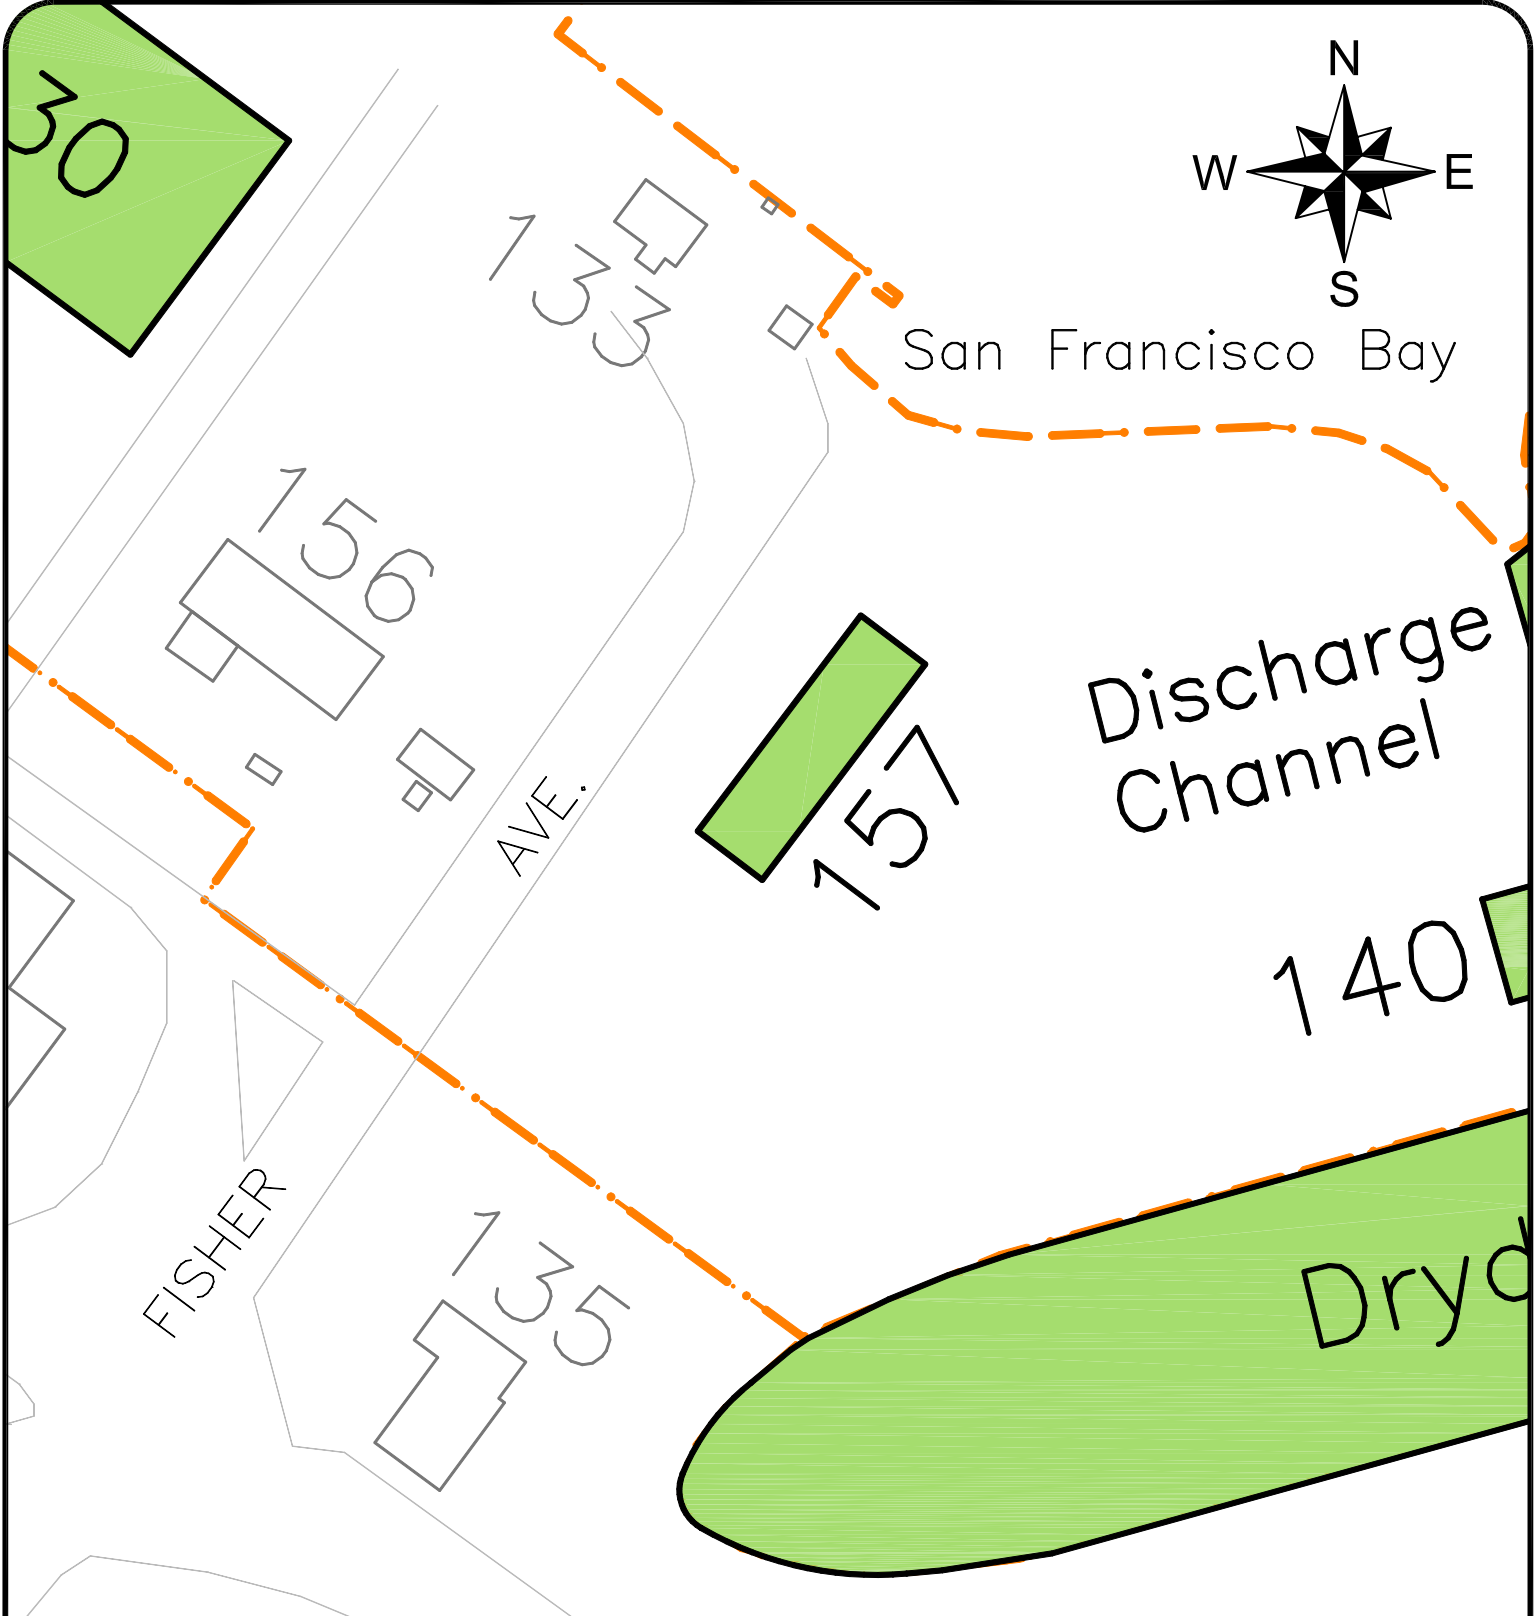 N
W E
S
30
133
San Francisco Bay
156
Discharge
Channel
157
AVE.
140
FISHER
135
Dryd